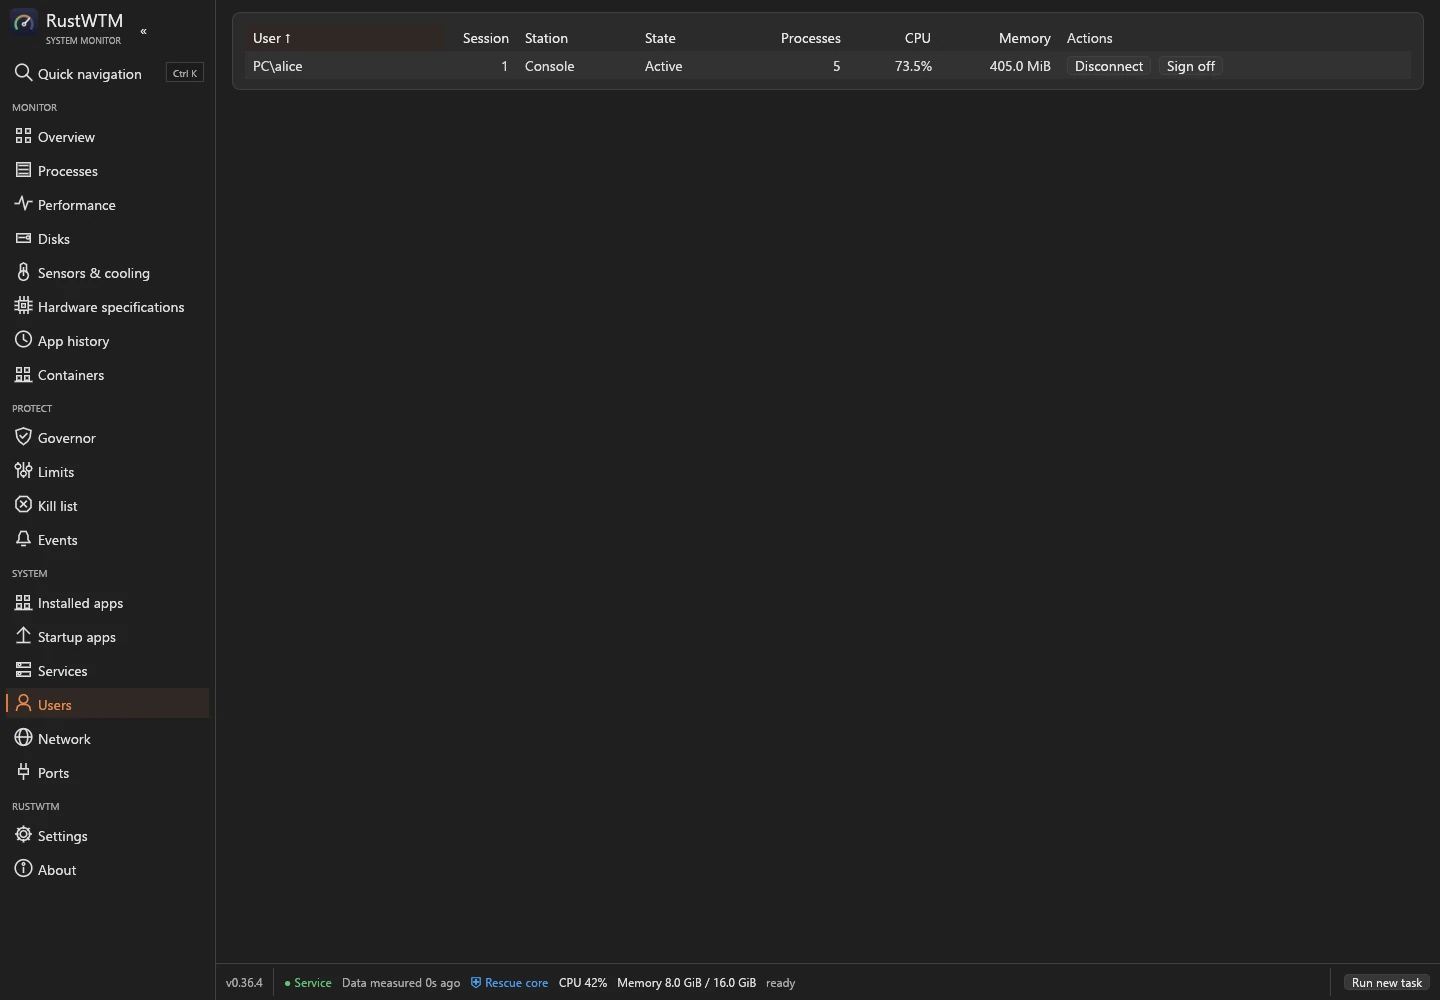 RustWTM
SYSTEM MONITOR
«
Quick navigation Ctrl K
MONITOR
Overview
Processes
Performance
Disks
Sensors & cooling
Hardware specifications
App history
Containers
PROTECT
Governor
Limits
Kill list
Events
SYSTEM
Installed apps
Startup apps
Services
Users
Network
Ports
RUSTWTM
Settings
About
User ↑ Session Station State Processes CPU Memory Actions
PC\alice 1 Console Active 5 73.5% 405.0 MiB Disconnect Sign off
v0.36.4 ● Service Data measured 0s ago Rescue core CPU 42% Memory 8.0 GiB / 16.0 GiB ready Run new task